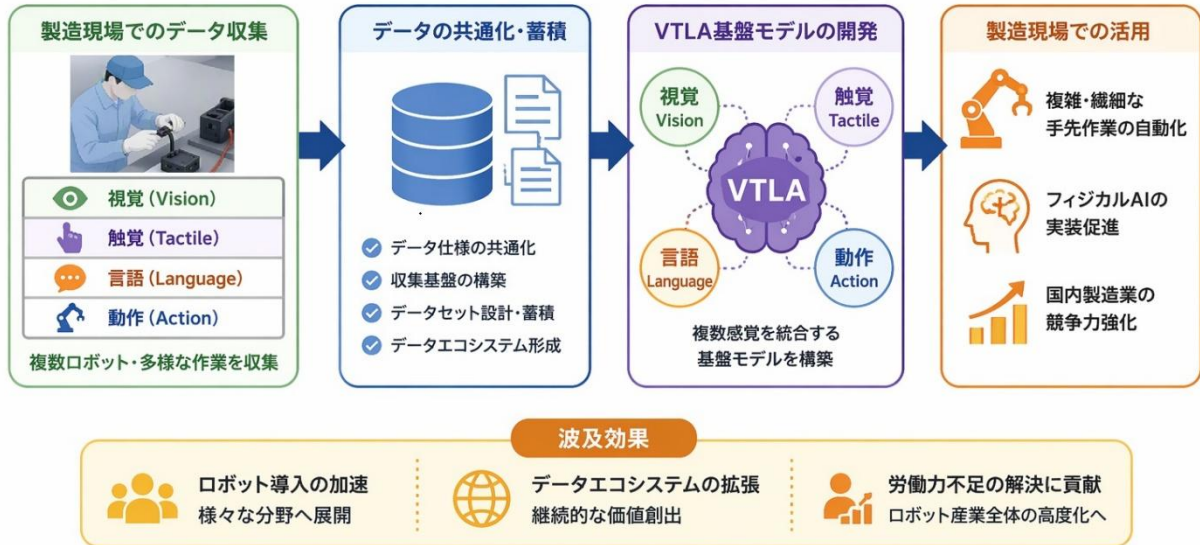 製造現場でのデータ収集
視覚 (Vision)
触覚 (Tactile)
言語 (Language)
動作 (Action)
複数ロボット・多様な作業を収集
データの共通化・蓄積
データ仕様の共通化
収集基盤の構築
データセット設計・蓄積
データエコシステム形成
VTLA基盤モデルの開発
視覚
Vision
触覚
Tactile
VTLA
言語
Language
動作
Action
複数感覚を統合する
基盤モデルを構築
製造現場での活用
複雑・繊細な
手先作業の自動化
フィジカルAIの
実装促進
国内製造業の
競争力強化
波及効果
ロボット導入の加速
様々な分野へ展開
データエコシステムの拡張
継続的な価値創出
労働力不足の解決に貢献
ロボット産業全体の高度化へ